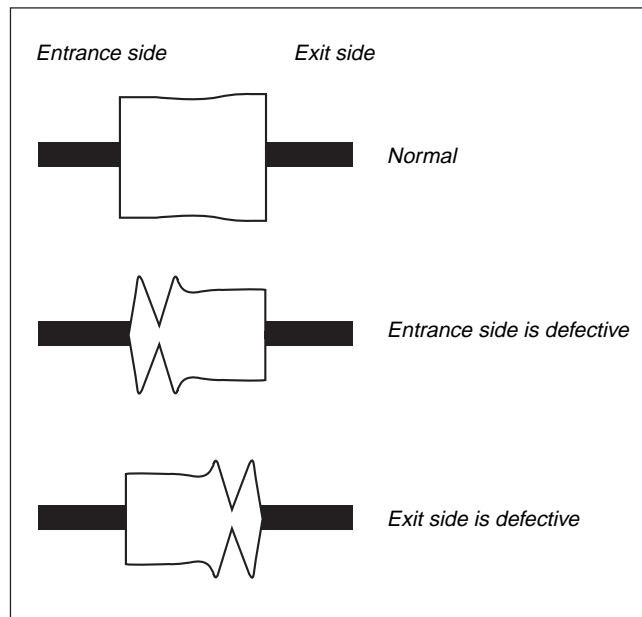 Entrance side Exit side
Normal
Entrance side is defective
Exit side is defective